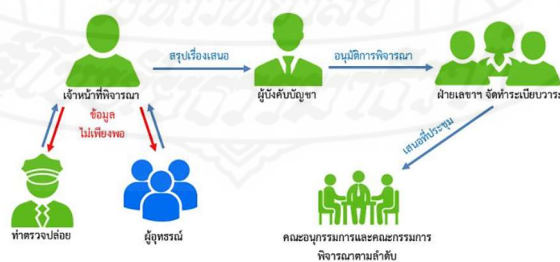 สรุปเรื่องเสนอ
อนุมัติการพิจารณา
เจ้าหน้าที่พิจารณา
ผู้บังคับบัญชา
ฝ่ายเลขาฯ จัดทำระเบียบวาระ
ข้อมูล
ไม่เพียงพอ
เสนอที่ประชุม
ท่าตรวจปล่อย
ผู้อุทธรณ์
คณะอนุกรรมการและคณะกรรมการ
พิจารณาตามลำดับ